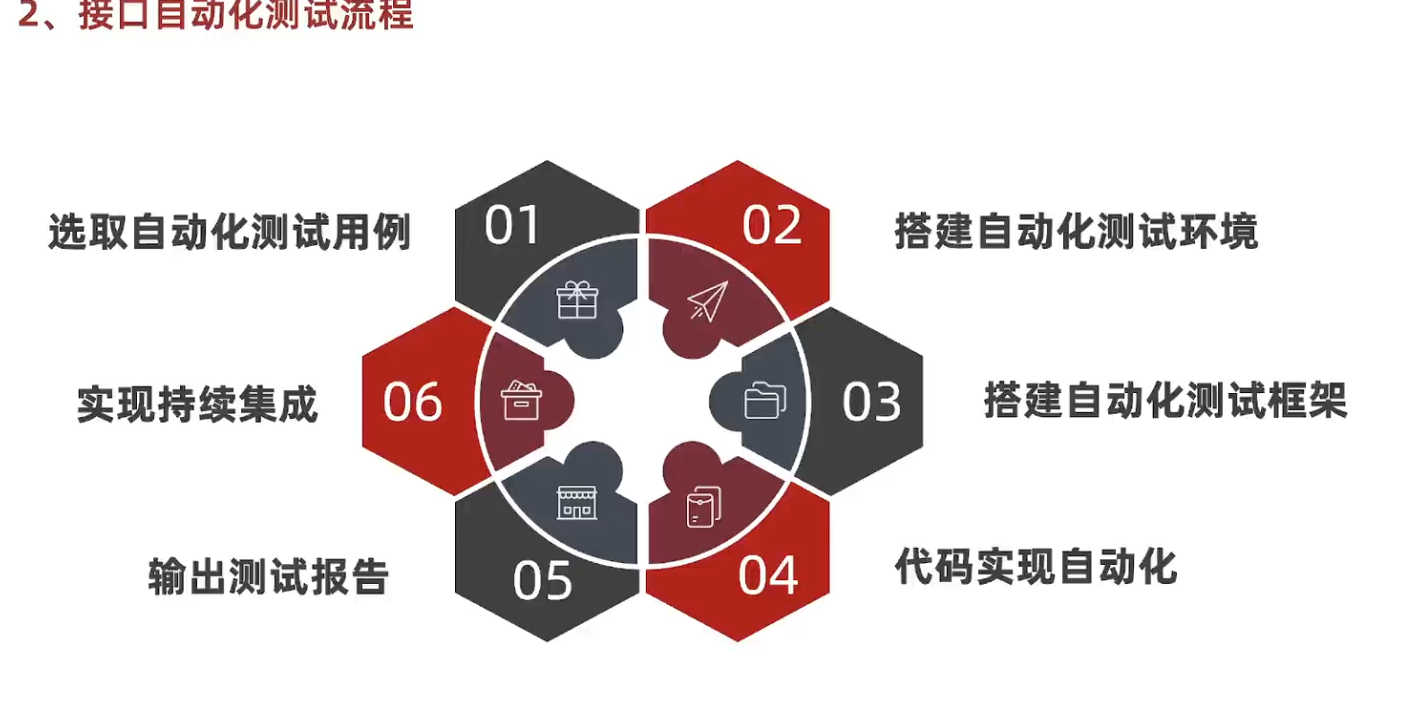 2、接口自动化测试流程
01
选取自动化测试用例
02
搭建自动化测试环境
03
搭建自动化测试框架
04
代码实现自动化
05
输出测试报告
06
实现持续集成